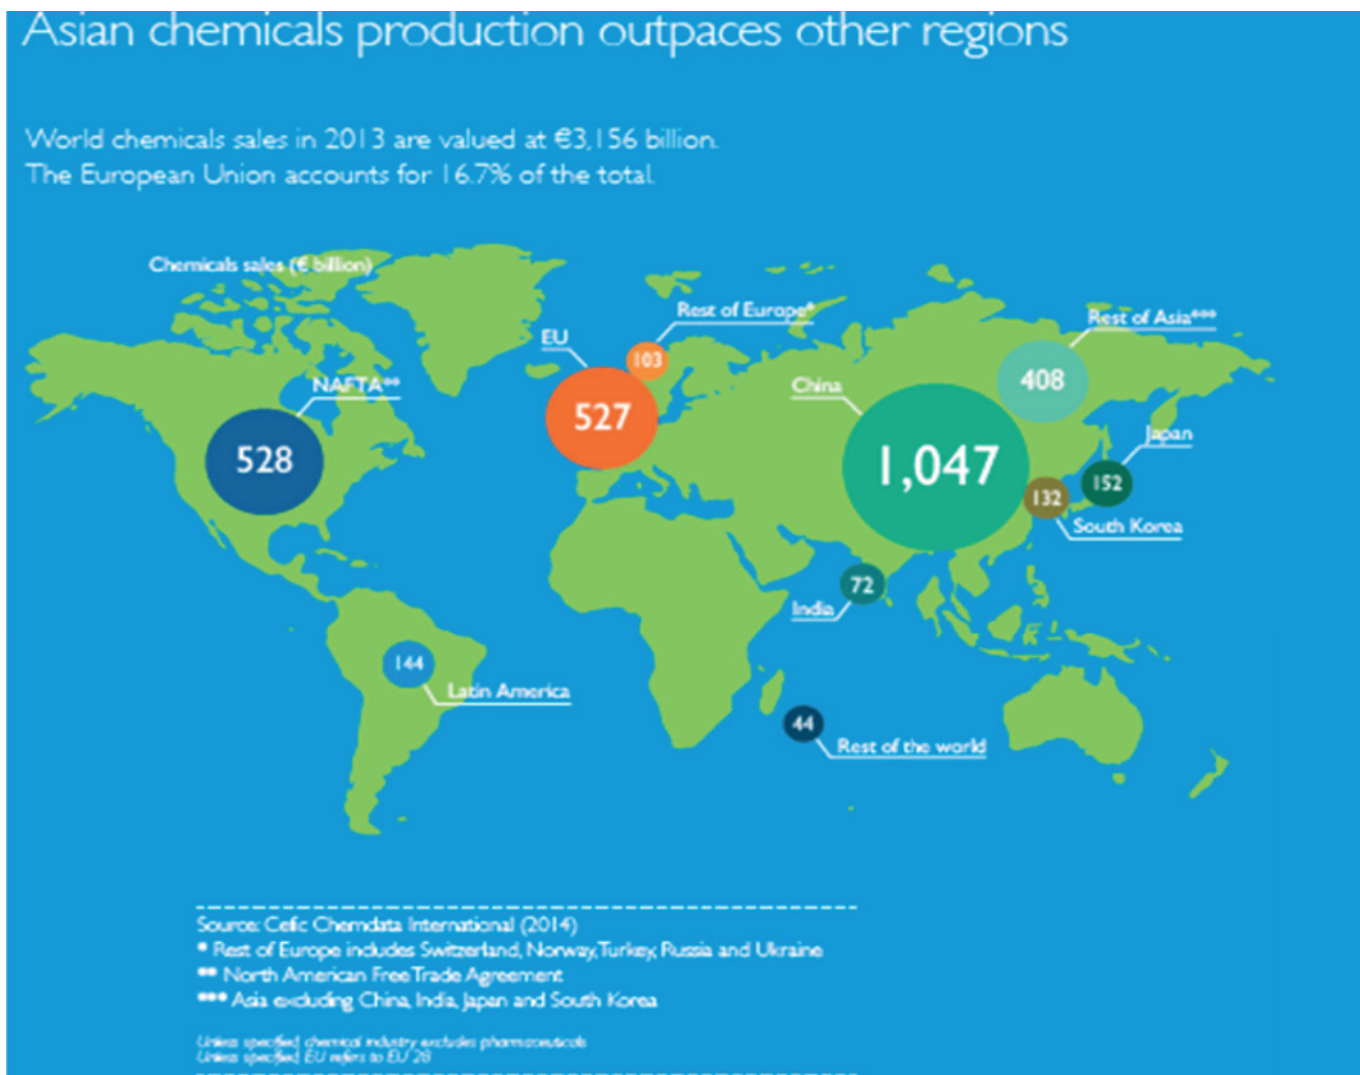 Asian chemicals production outpaces other regions
World chemicals sales in 2013 are valued at €3,156 billion.
The European Union accounts for 16.7% of the total.
Chemicals sales (€ billion)
Rest of Europe*
103
EU
527
Rest of Asia***
408
NAFTA**
528
China
1,047
Japan
152
132
South Korea
72
India
144
Latin America
44
Rest of the world
Source: Cefic Chemdata International (2014)
* Rest of Europe includes Switzerland, Norway, Turkey, Russia and Ukraine
** North American Free Trade Agreement
*** Asia excluding China, India, Japan and South Korea
Unless specified, chemical industry excludes pharmaceuticals
Unless specified, EU refers to EU 28